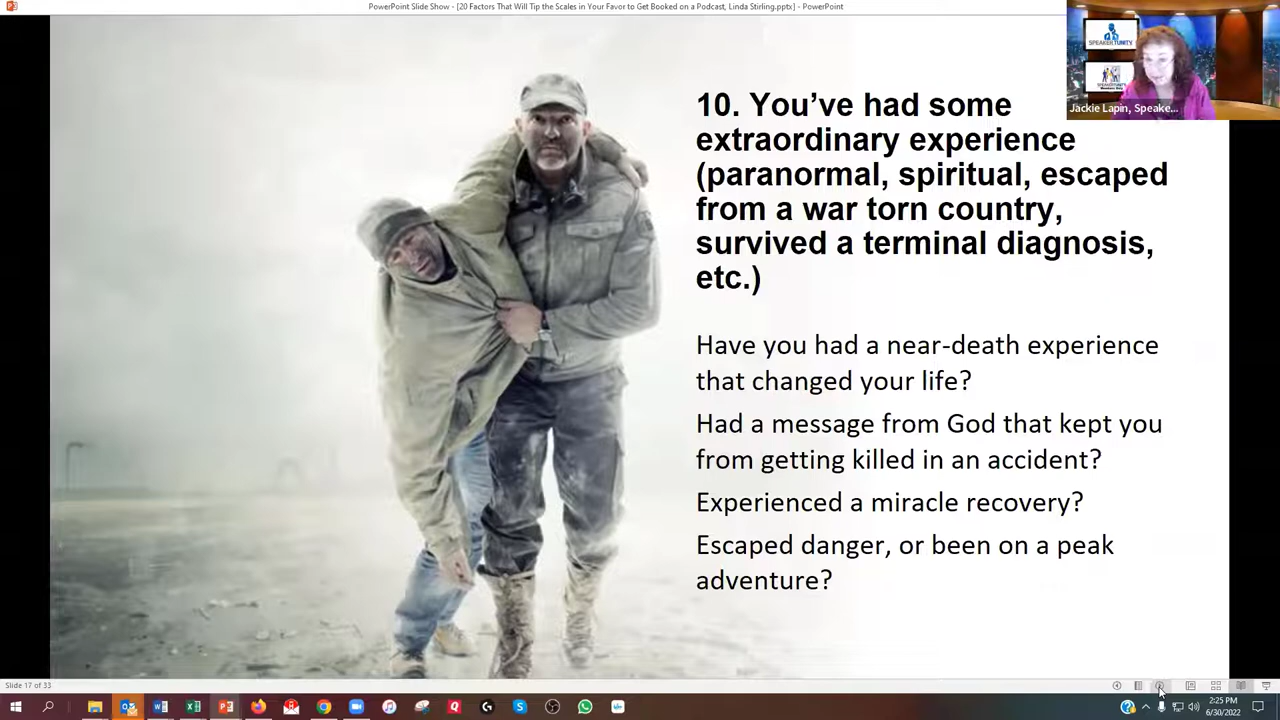 PowerPoint Slide Show - [20 Factors That Will Tip the Scales in Your Favor to Get Booked on a Podcast, Linda Stirling.pptx] - PowerPoint
SPEAKERTUNITY
SPEAKERTUNITY
Jackie Lapin, Speake...
10. You’ve had some
extraordinary experience
(paranormal, spiritual, escaped
from a war torn country,
survived a terminal diagnosis,
etc.)
Have you had a near-death experience
that changed your life?
Had a message from God that kept you
from getting killed in an accident?
Experienced a miracle recovery?
Escaped danger, or been on a peak
adventure?
Slide 17 of 33
2:25 PM
6/30/2022